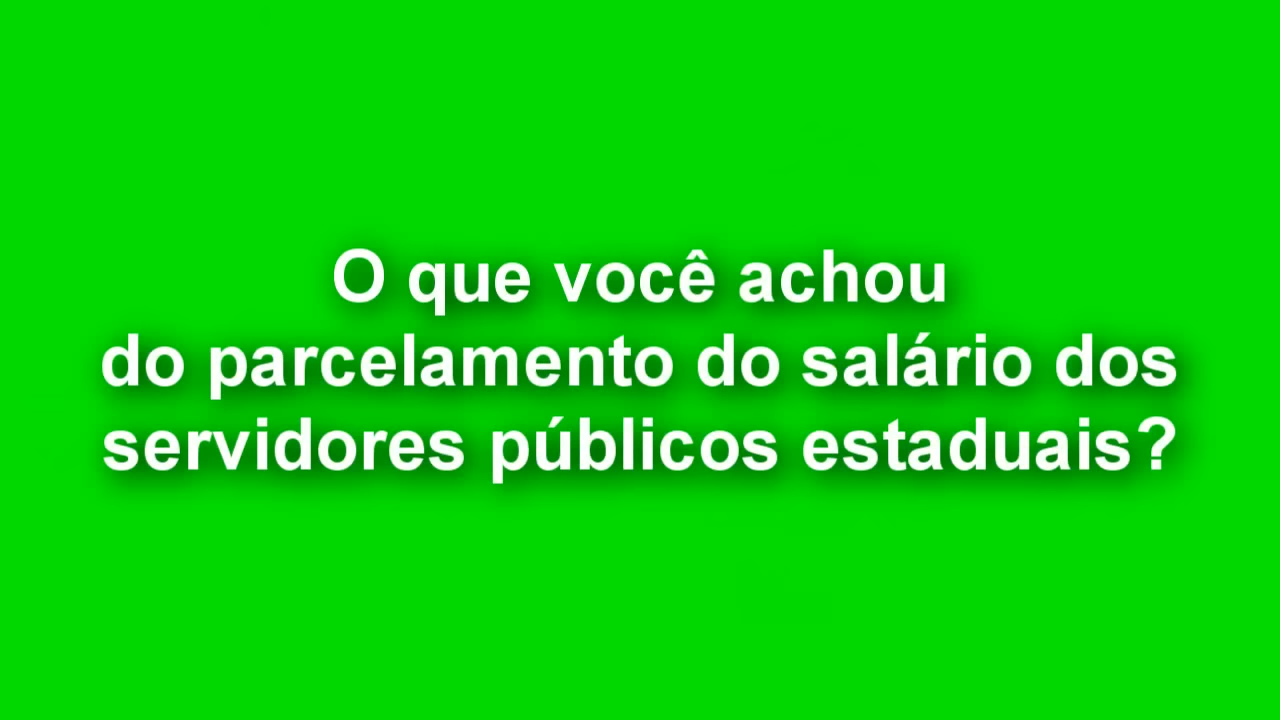 O que você achou
do parcelamento do salário dos
servidores públicos estaduais?